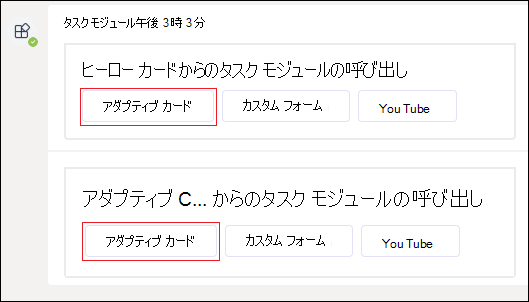 タスクモジュール午後 3時 3分
ヒーロー カードからのタスク モジュールの呼び出し
アダプティブ カード カスタム フォーム You Tube
アダプティブ C... からのタスク モジュールの呼び出し
アダプティブ カード カスタム フォーム You Tube